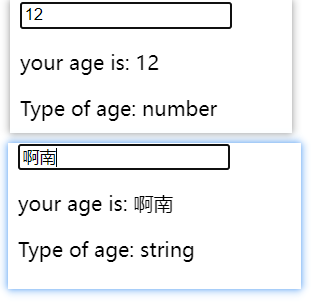 12
your age is: 12
Type of age: number
啊南
your age is: 啊南
Type of age: string